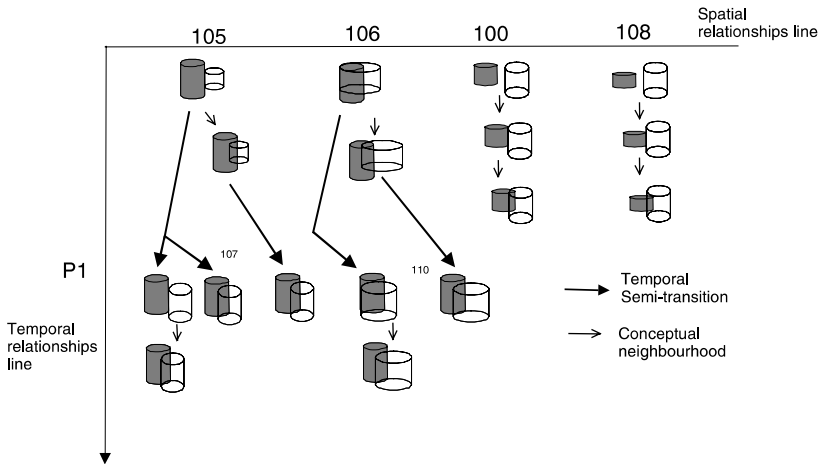 Spatial
relationships line
105
106
100
108
107
110
P1
Temporal
relationships
line
Temporal
Semi-transition
Conceptual
neighbourhood